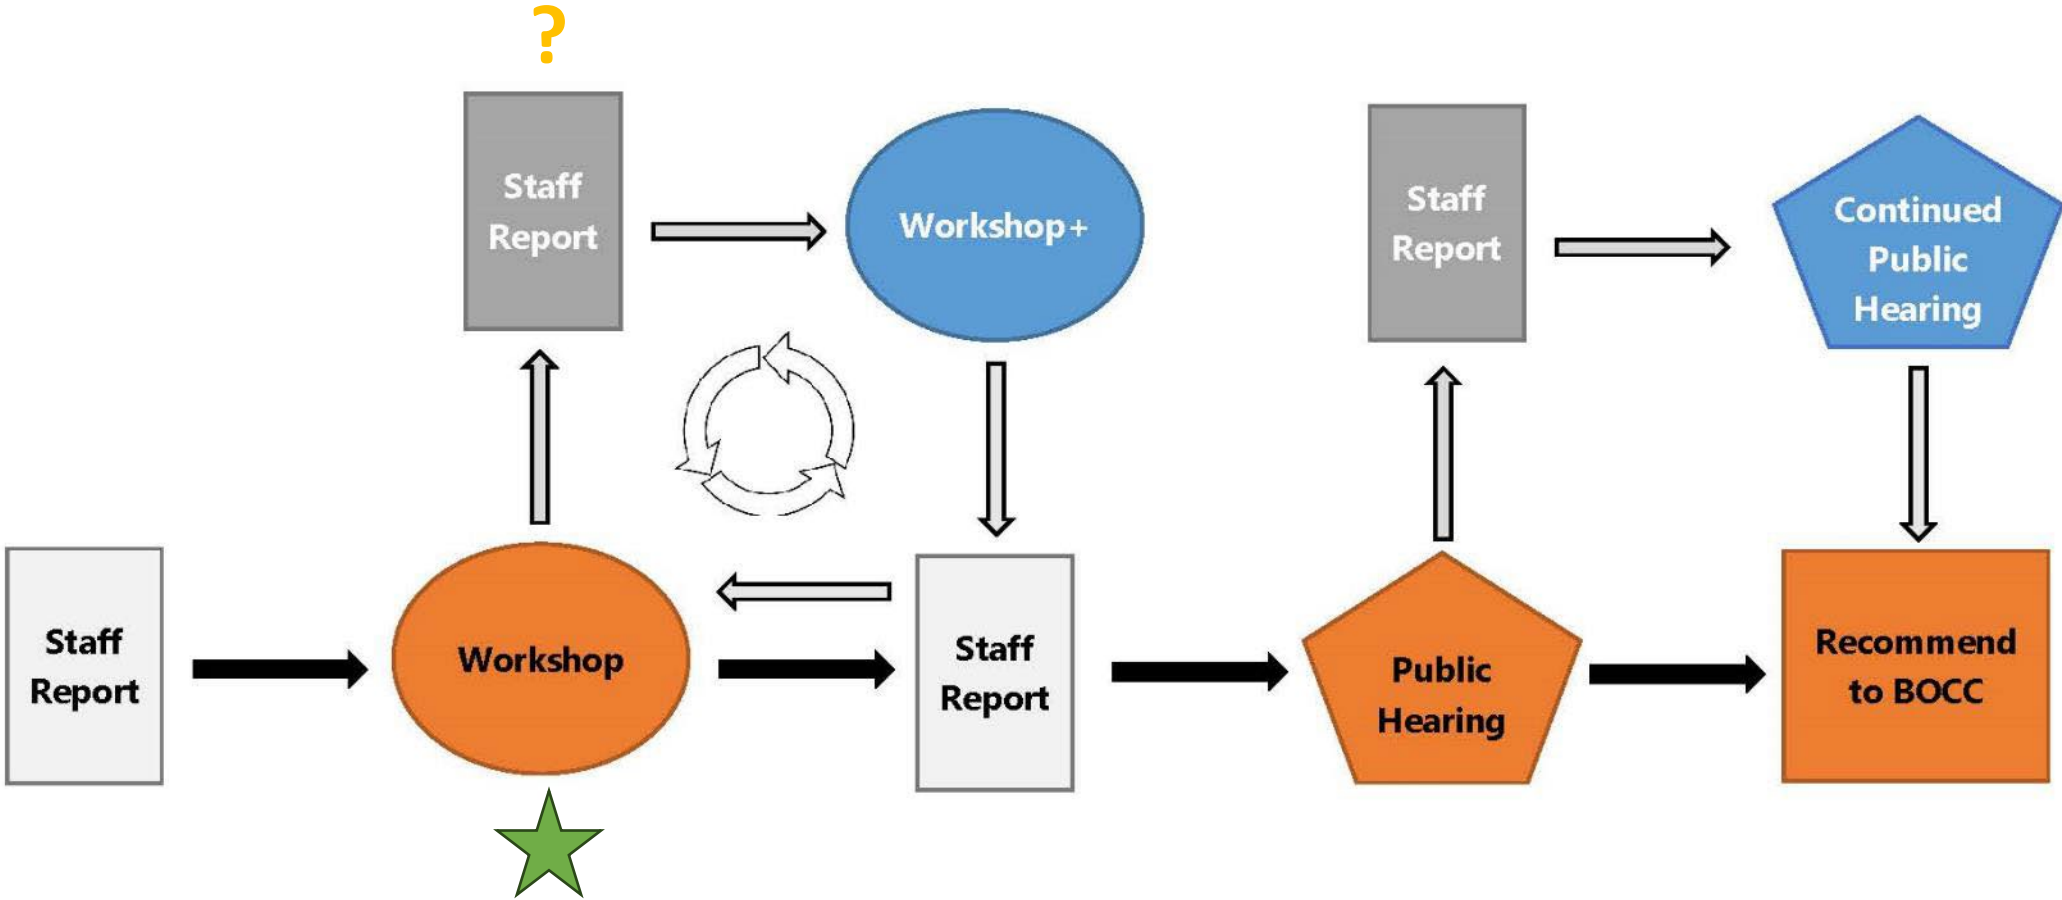 ?
Staff
Report
Workshop+
Staff
Report
Continued
Public
Hearing
Staff
Report
Workshop
Staff
Report
Public
Hearing
Recommend
to BOCC